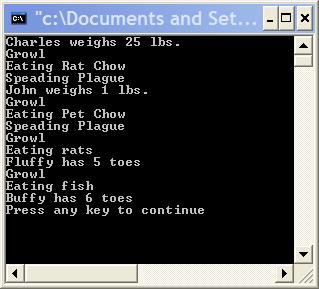 "c:\Documents and Set...
Charles weighs 25 lbs.
Growl
Eating Rat Chow
Speading Plague
John weighs 1 lbs.
Growl
Eating Pet Chow
Speading Plague
Growl
Eating rats
Fluffy has 5 toes
Growl
Eating fish
Buffy has 6 toes
Press any key to continue